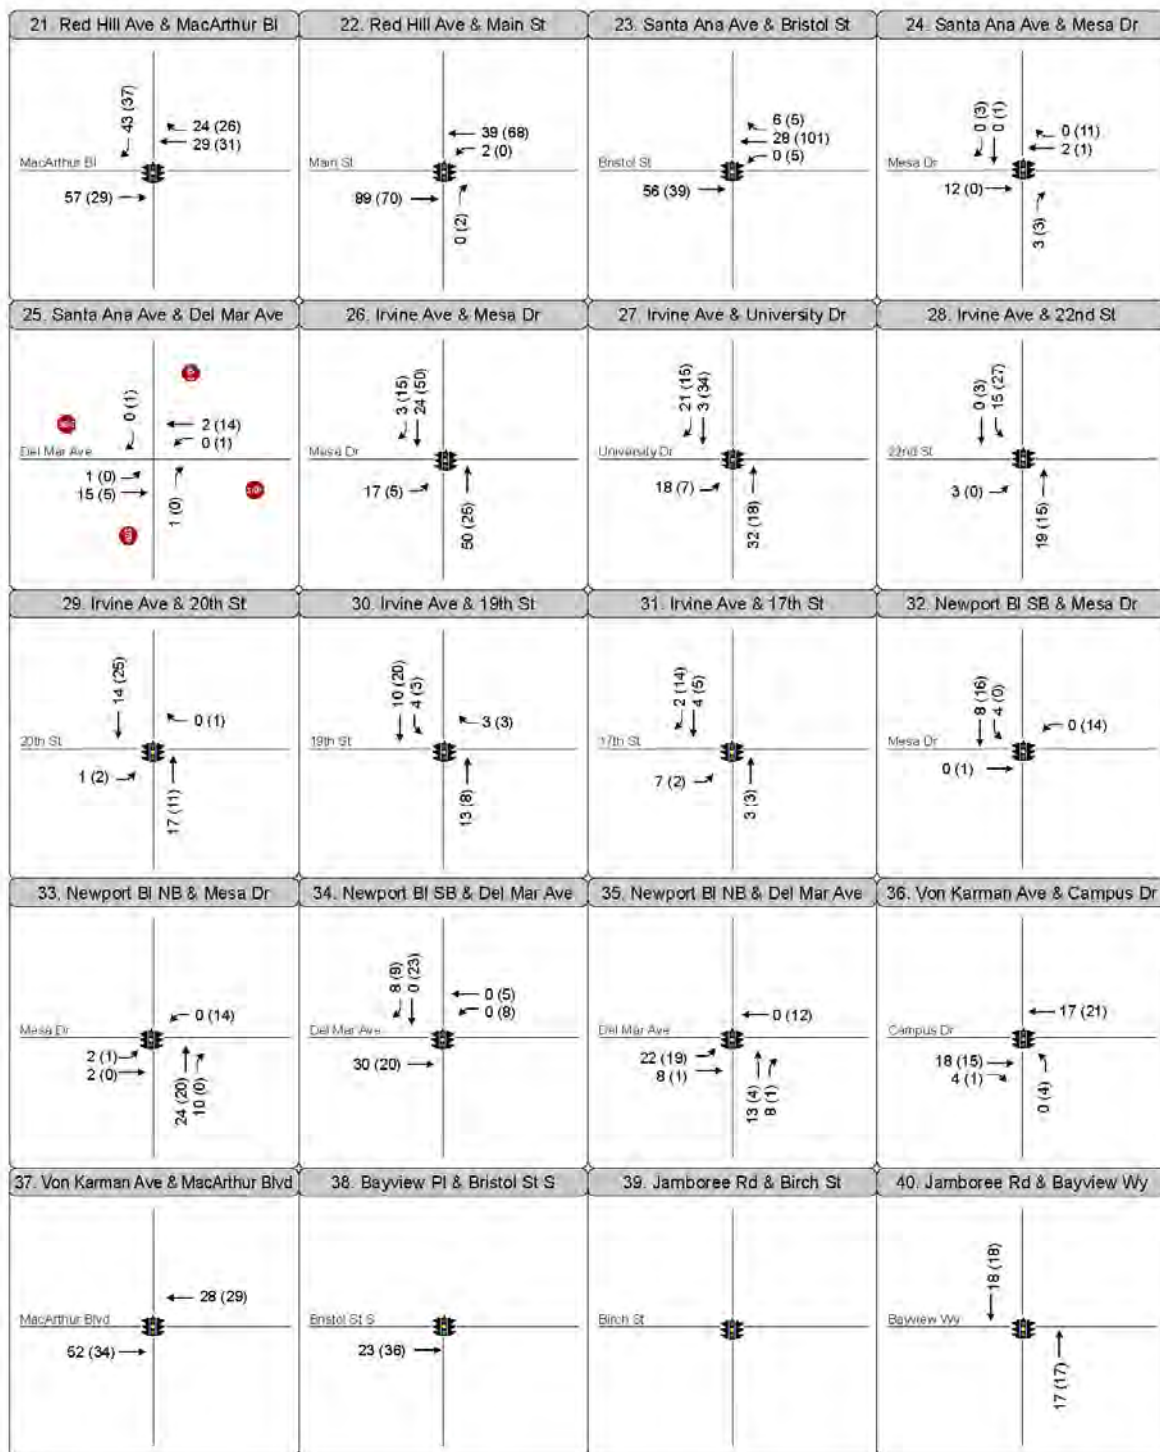 21. Red Hill Ave & MacArthur Bl
43 (37)
24 (26)
29 (31)
MacArthur Bl
57 (29)
22. Red Hill Ave & Main St
39 (68)
2 (0)
Main St
89 (70)
0 (2)
23. Santa Ana Ave & Bristol St
6 (5)
28 (101)
0 (5)
Bristol St
56 (39)
24. Santa Ana Ave & Mesa Dr
0 (3)
0 (1)
0 (11)
2 (1)
Mesa Dr
12 (0)
3 (3)
25. Santa Ana Ave & Del Mar Ave
0 (1)
2 (14)
0 (1)
Del Mar Ave
1 (0)
15 (5)
1 (0)
26. Irvine Ave & Mesa Dr
3 (15)
24 (50)
Mesa Dr
17 (5)
50 (25)
27. Irvine Ave & University Dr
21 (15)
3 (34)
University Dr
18 (7)
32 (18)
28. Irvine Ave & 22nd St
0 (3)
15 (27)
22nd St
3 (0)
19 (15)
29. Irvine Ave & 20th St
14 (25)
0 (1)
20th St
1 (2)
17 (11)
30. Irvine Ave & 19th St
10 (20)
4 (3)
3 (3)
19th St
13 (8)
31. Irvine Ave & 17th St
2 (14)
4 (5)
17th St
7 (2)
3 (3)
32. Newport Bl SB & Mesa Dr
8 (16)
4 (0)
0 (14)
Mesa Dr
0 (1)
33. Newport Bl NB & Mesa Dr
0 (14)
Mesa Dr
2 (1)
2 (0)
24 (20)
10 (0)
34. Newport Bl SB & Del Mar Ave
8 (9)
0 (23)
0 (5)
0 (8)
Del Mar Ave
30 (20)
35. Newport Bl NB & Del Mar Ave
0 (12)
Del Mar Ave
22 (19)
8 (1)
13 (4)
8 (1)
36. Von Karman Ave & Campus Dr
17 (21)
Campus Dr
18 (15)
4 (1)
0 (4)
37. Von Karman Ave & MacArthur Blvd
28 (29)
MacArthur Blvd
52 (34)
38. Bayview Pl & Bristol St S
Bristol St S
23 (36)
39. Jamboree Rd & Birch St
Birch St
40. Jamboree Rd & Bayview Wy
18 (18)
Bayview Wy
17 (17)